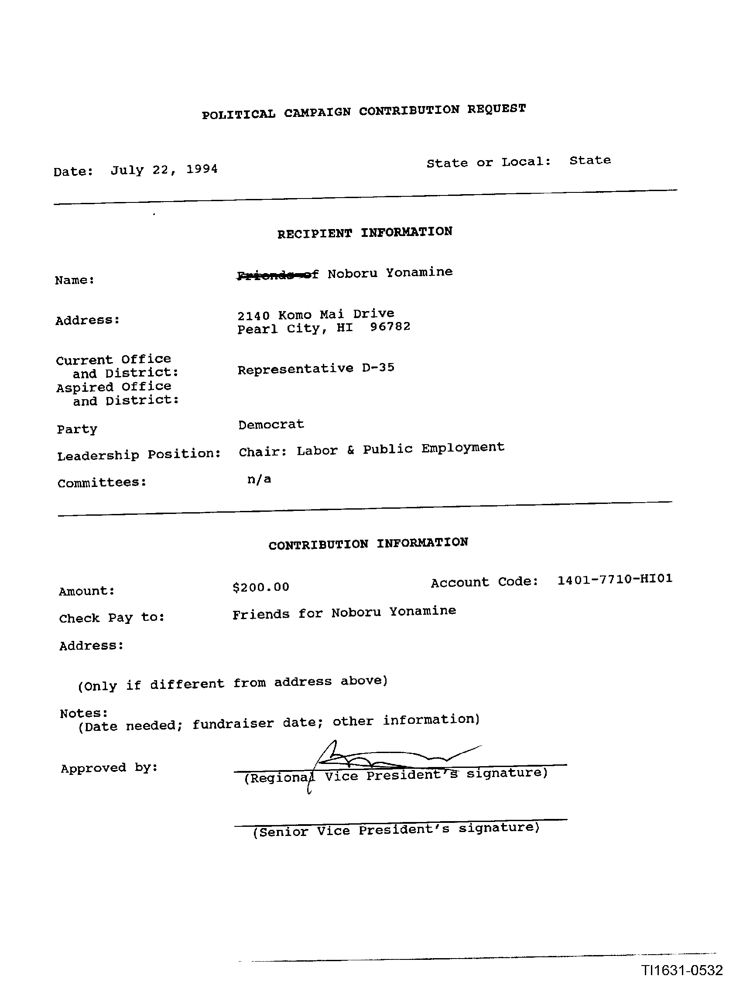 POLITICAL CAMPAIGN CONTRIBUTION REQUEST
Date: July 22, 1994 State or Local: State
RECIPIENT INFORMATION
Name: Friends of Noboru Yonamine
Address: 2140 Komo Mai Drive
Pearl City, HI 96782
Current Office
and District: Representative D-35
Aspired Office
and District:
Party Democrat
Leadership Position: Chair: Labor & Public Employment
Committees: n/a
CONTRIBUTION INFORMATION
Amount: $200.00 Account Code: 1401-7710-HI01
Check Pay to: Friends for Noboru Yonamine
Address:
(Only if different from address above)
Notes:
(Date needed; fundraiser date; other information)
Approved by:
(Regional Vice President's signature)
(Senior Vice President's signature)
TI1631-0532